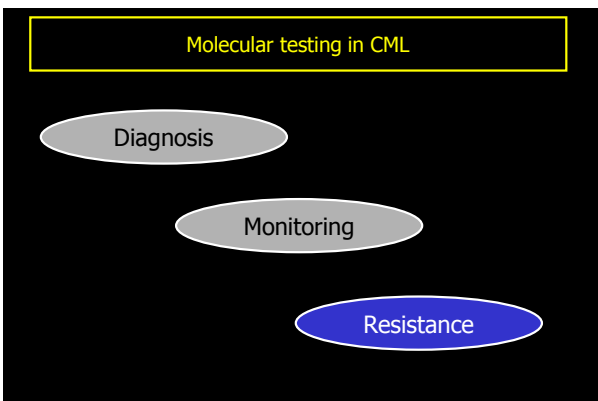 Molecular testing in CML
Diagnosis
Monitoring
Resistance